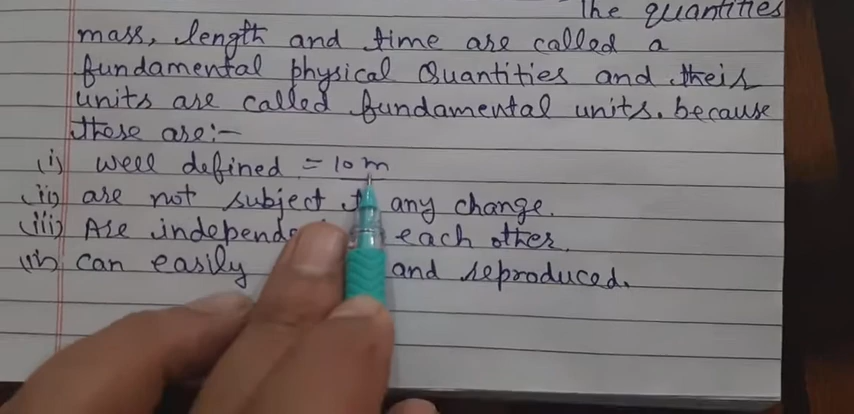 The quantities
mass, length and time are called a
fundamental physical Quantities and their
units are called fundamental units. because
these are:-
(i) well defined = 10 m
(ii) are not subject any change.
(iii) Are each other.
(iv) can easily and reproduced.